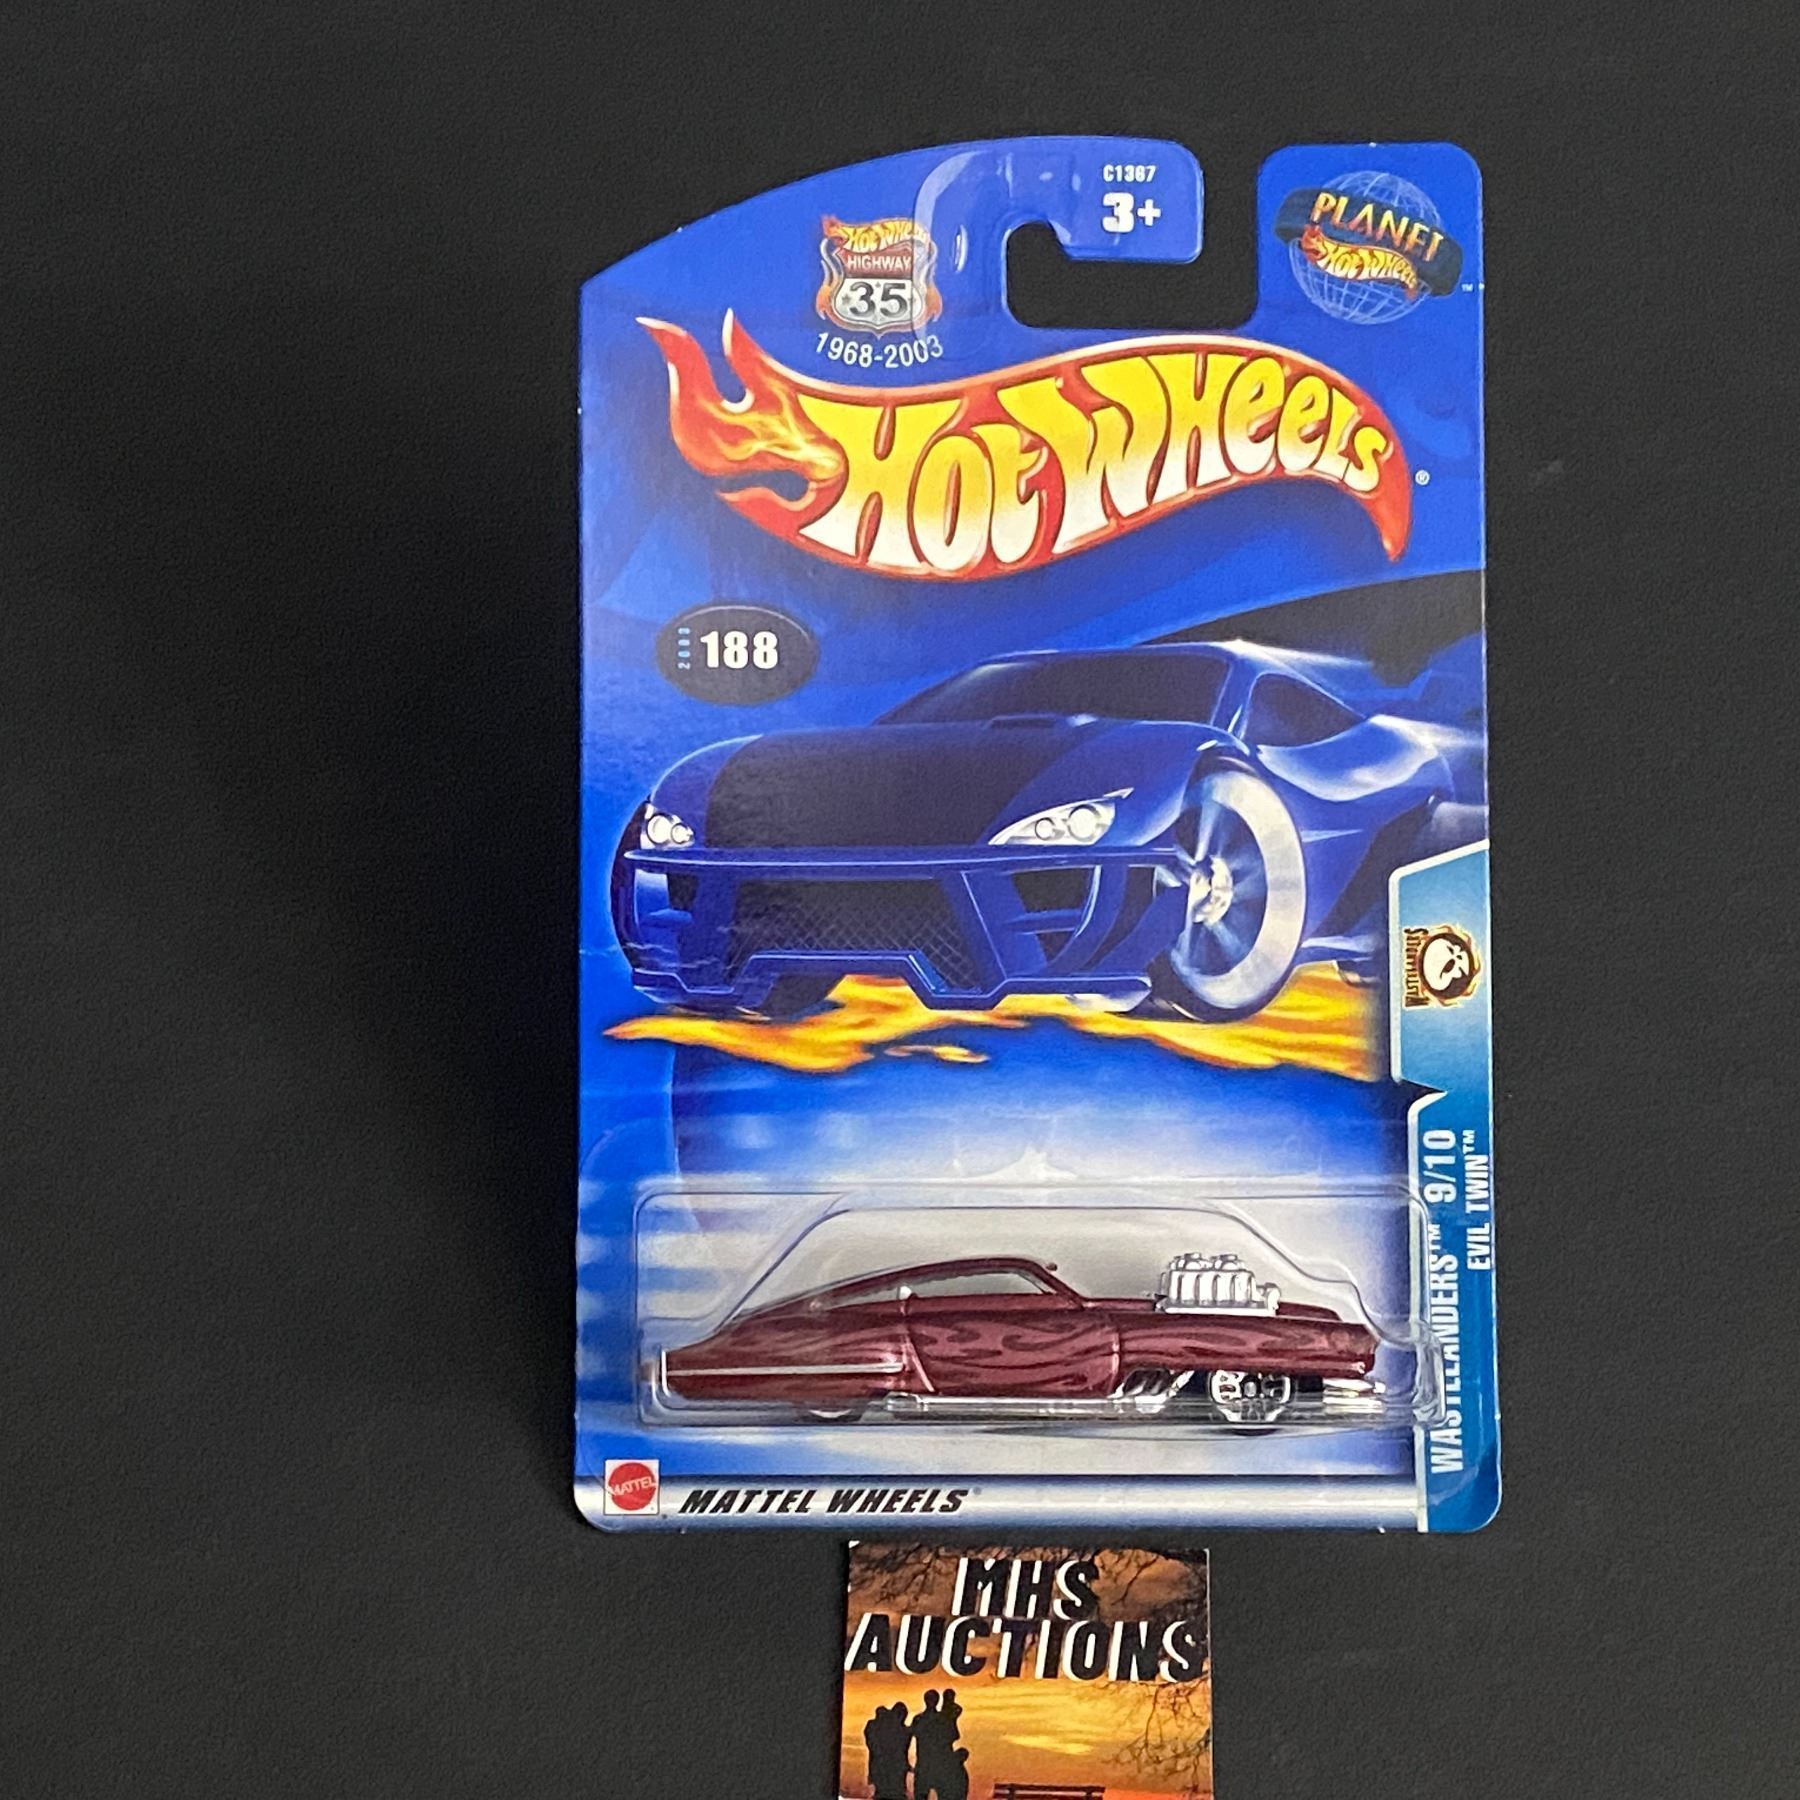 C1367
3+
PLANET
HOT WHEELS
™
HOT WHEELS
HIGHWAY
35
1968-2003
HOT WHEELS®
2003
188
WASTELANDERS
WASTELANDERS™ 9/10
EVIL TWIN™
MATTEL
MATTEL WHEELS®
MHS
AUCTIONS